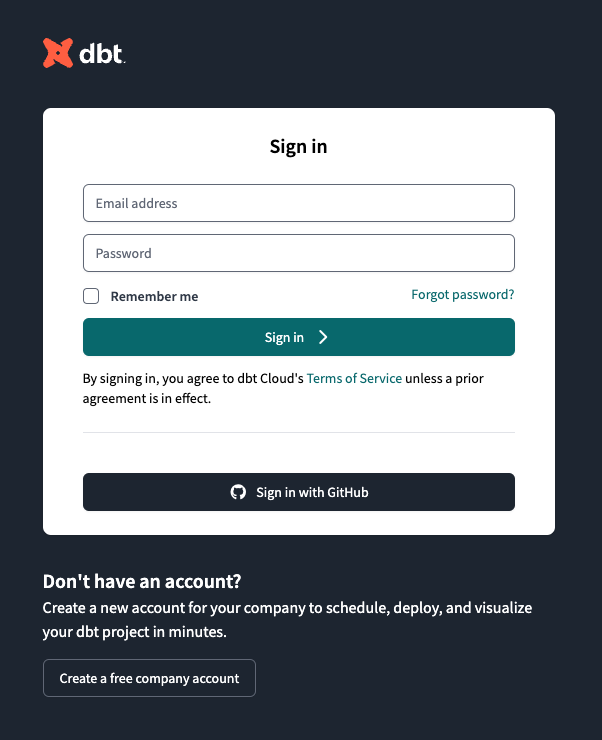 dbt
Sign in
Email address
Password
Remember me
Forgot password?
Sign in
By signing in, you agree to dbt Cloud's Terms of Service unless a prior
agreement is in effect.
Sign in with GitHub
Don't have an account?
Create a new account for your company to schedule, deploy, and visualize
your dbt project in minutes.
Create a free company account